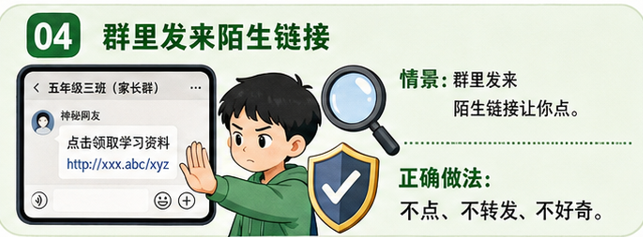 04 群里发来陌生链接
五年级三班（家长群）
神秘网友
点击领取学习资料
http://xxx.abc/xyz
情景：群里发来
陌生链接让你点。
正确做法：
不点、不转发、不好奇。